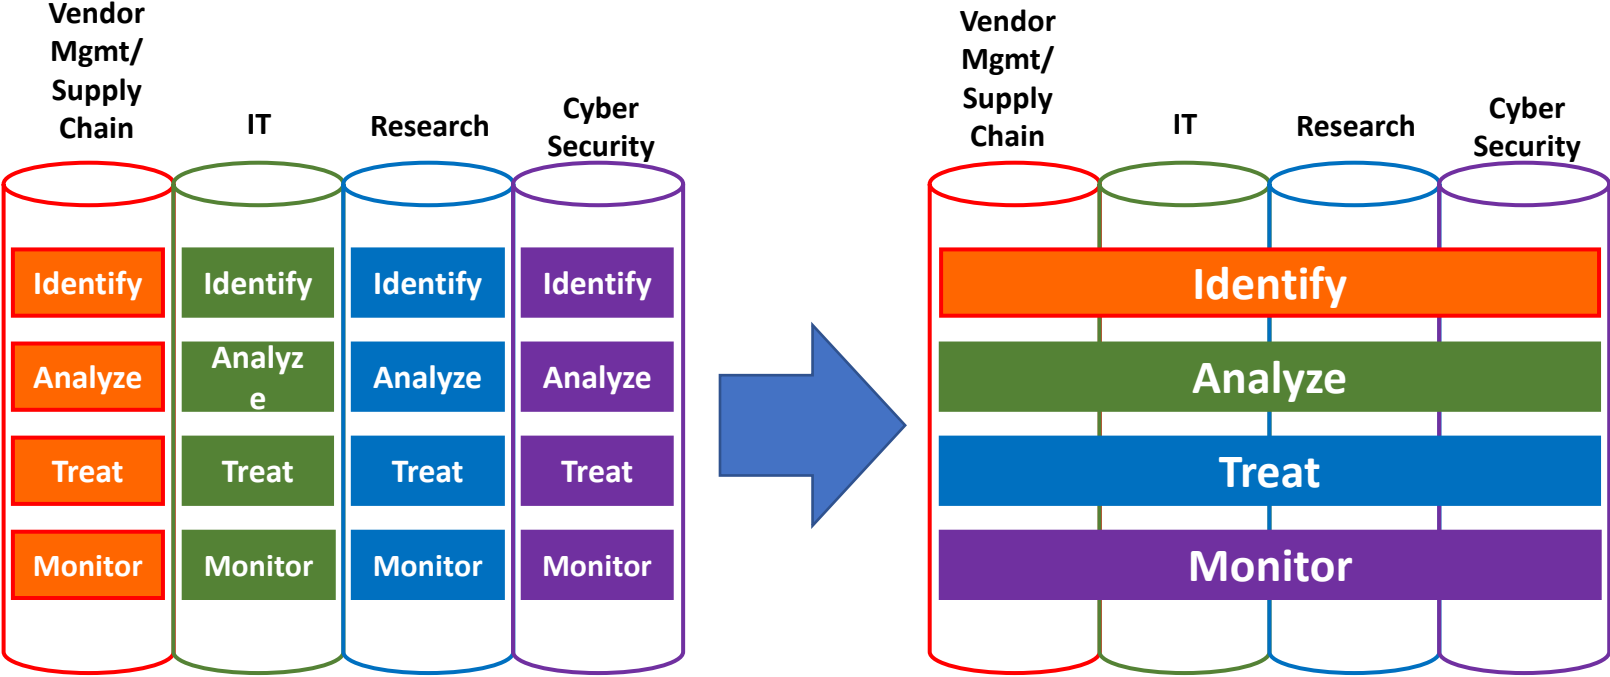 Vendor
Mgmt/
Supply
Chain
IT
Research
Cyber
Security
Identify
Identify
Identify
Identify
Analyze
Analyz
e
Analyze
Analyze
Treat
Treat
Treat
Treat
Monitor
Monitor
Monitor
Monitor
Vendor
Mgmt/
Supply
Chain
IT
Research
Cyber
Security
Identify
Analyze
Treat
Monitor